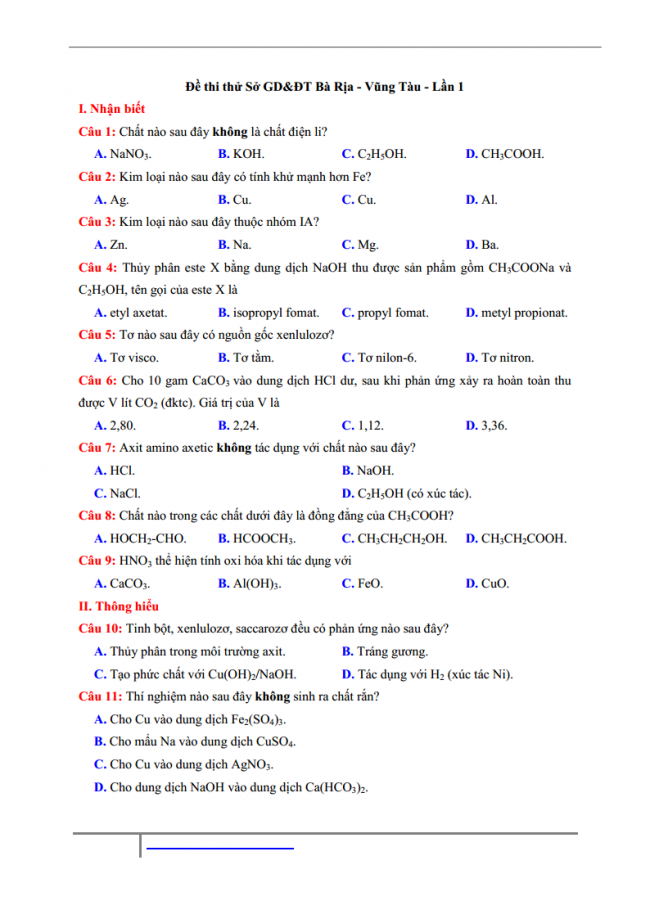 Đề thi thử Sở GD&ĐT Bà Rịa - Vũng Tàu - Lần 1
I. Nhận biết
Câu 1: Chất nào sau đây không là chất điện li?
A. NaNO₃. B. KOH. C. C₂H₅OH. D. CH₃COOH.
Câu 2: Kim loại nào sau đây có tính khử mạnh hơn Fe?
A. Ag. B. Cu. C. Cu. D. Al.
Câu 3: Kim loại nào sau đây thuộc nhóm IA?
A. Zn. B. Na. C. Mg. D. Ba.
Câu 4: Thủy phân este X bằng dung dịch NaOH thu được sản phẩm gồm CH₃COONa và
C₂H₅OH, tên gọi của este X là
A. etyl axetat. B. isopropyl fomat. C. propyl fomat. D. metyl propionat.
Câu 5: Tơ nào sau đây có nguồn gốc xenlulozơ?
A. Tơ visco. B. Tơ tằm. C. Tơ nilon-6. D. Tơ nitron.
Câu 6: Cho 10 gam CaCO₃ vào dung dịch HCl dư, sau khi phản ứng xảy ra hoàn toàn thu
được V lít CO₂ (đktc). Giá trị của V là
A. 2,80. B. 2,24. C. 1,12. D. 3,36.
Câu 7: Axit amino axetic không tác dụng với chất nào sau đây?
A. HCl. B. NaOH.
C. NaCl. D. C₂H₅OH (có xúc tác).
Câu 8: Chất nào trong các chất dưới đây là đồng đẳng của CH₃COOH?
A. HOCH₂-CHO. B. HCOOCH₃. C. CH₃CH₂CH₂OH. D. CH₃CH₂COOH.
Câu 9: HNO₃ thể hiện tính oxi hóa khi tác dụng với
A. CaCO₃. B. Al(OH)₃. C. FeO. D. CuO.
II. Thông hiểu
Câu 10: Tinh bột, xenlulozơ, saccarozơ đều có phản ứng nào sau đây?
A. Thủy phân trong môi trường axit. B. Tráng gương.
C. Tạo phức chất với Cu(OH)₂/NaOH. D. Tác dụng với H₂ (xúc tác Ni).
Câu 11: Thí nghiệm nào sau đây không sinh ra chất rắn?
A. Cho Cu vào dung dịch Fe₂(SO₄)₃.
B. Cho mẩu Na vào dung dịch CuSO₄.
C. Cho Cu vào dung dịch AgNO₃.
D. Cho dung dịch NaOH vào dung dịch Ca(HCO₃)₂.